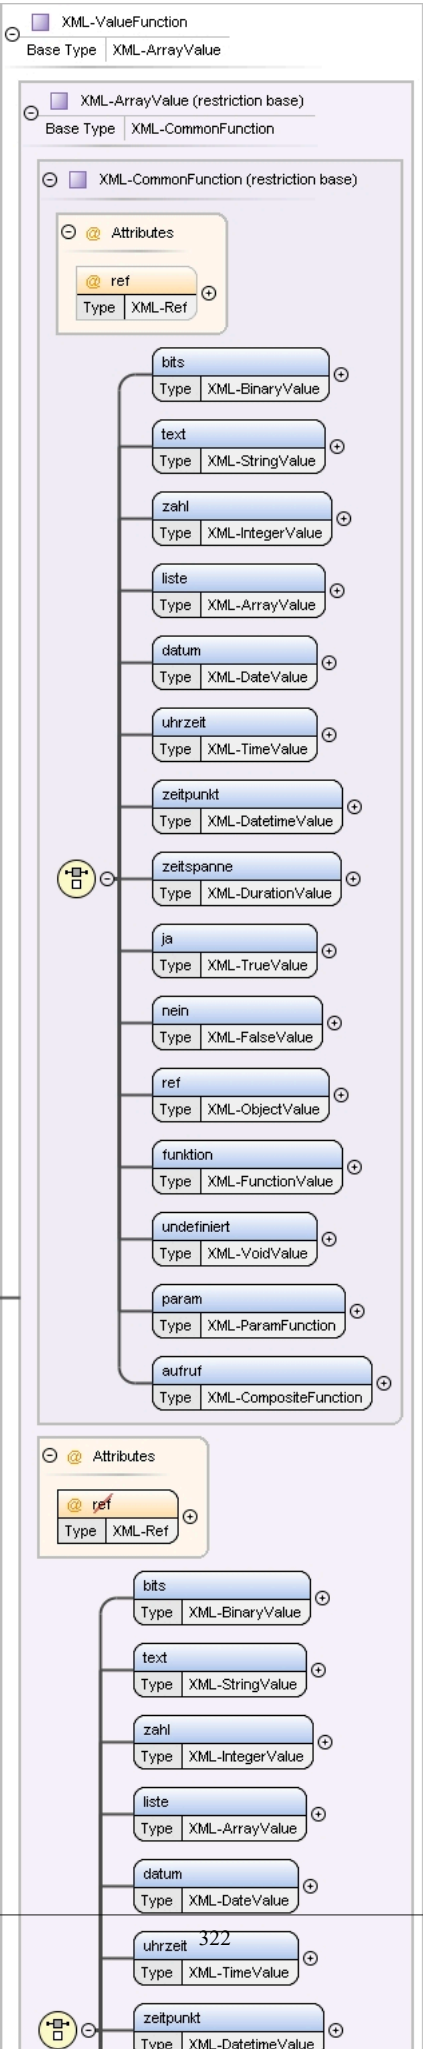 XML-ValueFunction
Base Type XML-ArrayValue
XML-ArrayValue (restriction base)
Base Type XML-CommonFunction
XML-CommonFunction (restriction base)
@ Attributes
@ ref
Type XML-Ref
bits
Type XML-BinaryValue
text
Type XML-StringValue
zahl
Type XML-IntegerValue
liste
Type XML-ArrayValue
datum
Type XML-DateValue
uhrzeit
Type XML-TimeValue
zeitpunkt
Type XML-DatetimeValue
zeitspanne
Type XML-DurationValue
ja
Type XML-TrueValue
nein
Type XML-FalseValue
ref
Type XML-ObjectValue
funktion
Type XML-FunctionValue
undefiniert
Type XML-VoidValue
param
Type XML-ParamFunction
aufruf
Type XML-CompositeFunction
@ Attributes
@ ref
Type XML-Ref
bits
Type XML-BinaryValue
text
Type XML-StringValue
zahl
Type XML-IntegerValue
liste
Type XML-ArrayValue
datum
Type XML-DateValue
uhrzeit 322
Type XML-TimeValue
zeitpunkt
Type XML-DatetimeValue